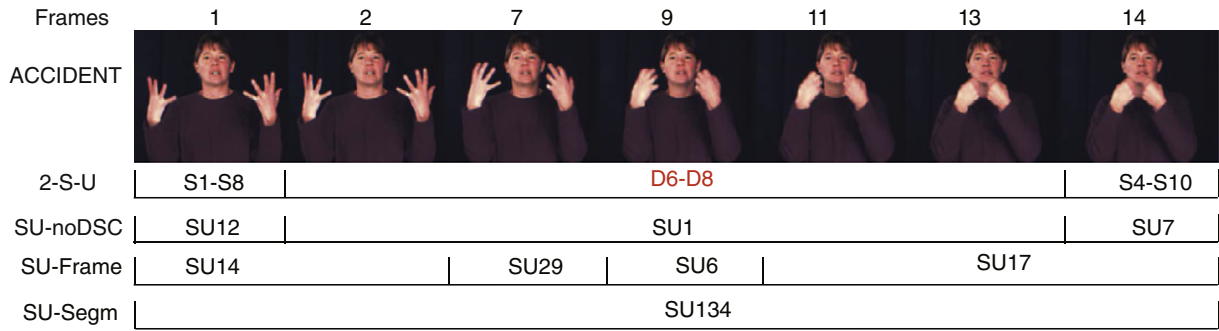 Frames 1 2 7 9 11 13 14
ACCIDENT
2-S-U S1-S8 D6-D8 S4-S10
SU-noDSC SU12 SU1 SU7
SU-Frame SU14 SU29 SU6 SU17
SU-Segm SU134